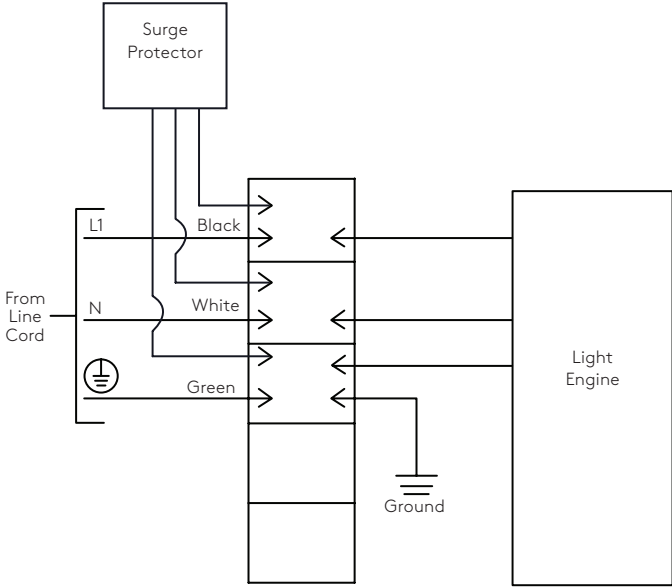 Surge
Protector
L1
Black
From
Line
Cord
N
White
Green
Light
Engine
Ground